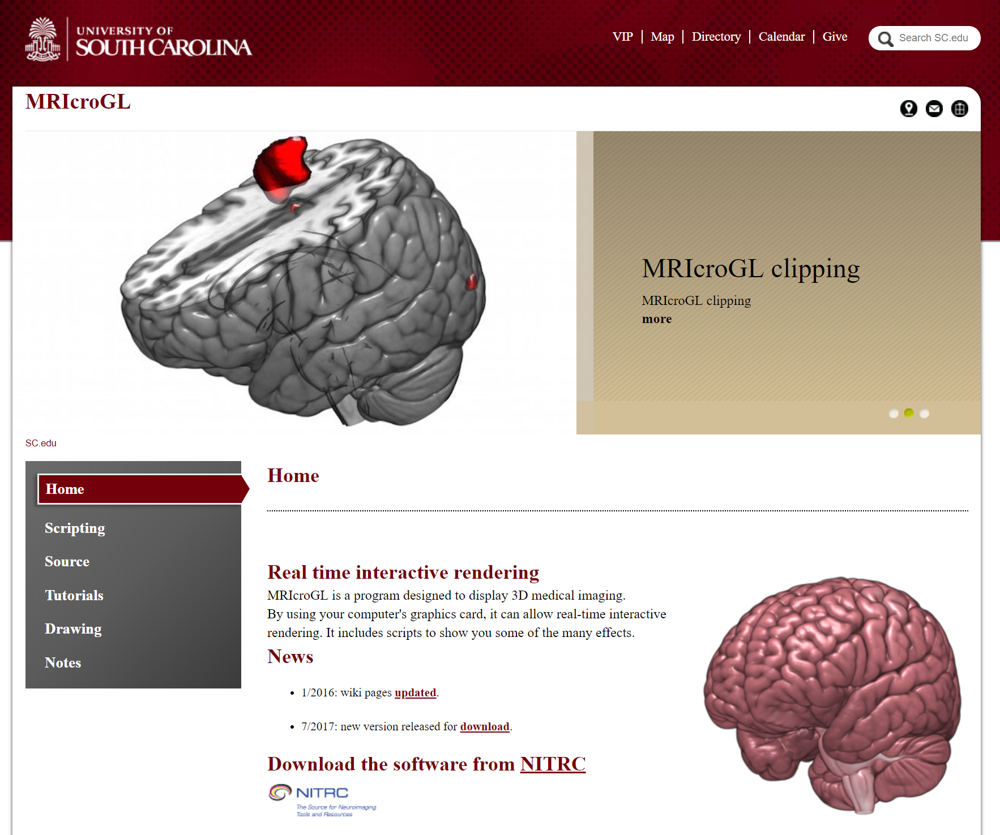 UNIVERSITY OF
SOUTH CAROLINA
VIP
Map
Directory
Calendar
Give
Search SC.edu
MRIcroGL
MRIcroGL clipping
MRIcroGL clipping
more
SC.edu
Home
Scripting
Source
Tutorials
Drawing
Notes
Home
Real time interactive rendering
MRIcroGL is a program designed to display 3D medical imaging.
By using your computer's graphics card, it can allow real-time interactive
rendering. It includes scripts to show you some of the many effects.
News
1/2016: wiki pages updated.
7/2017: new version released for download.
Download the software from NITRC
NITRC
The Source for Neuroimaging
Tools and Resources